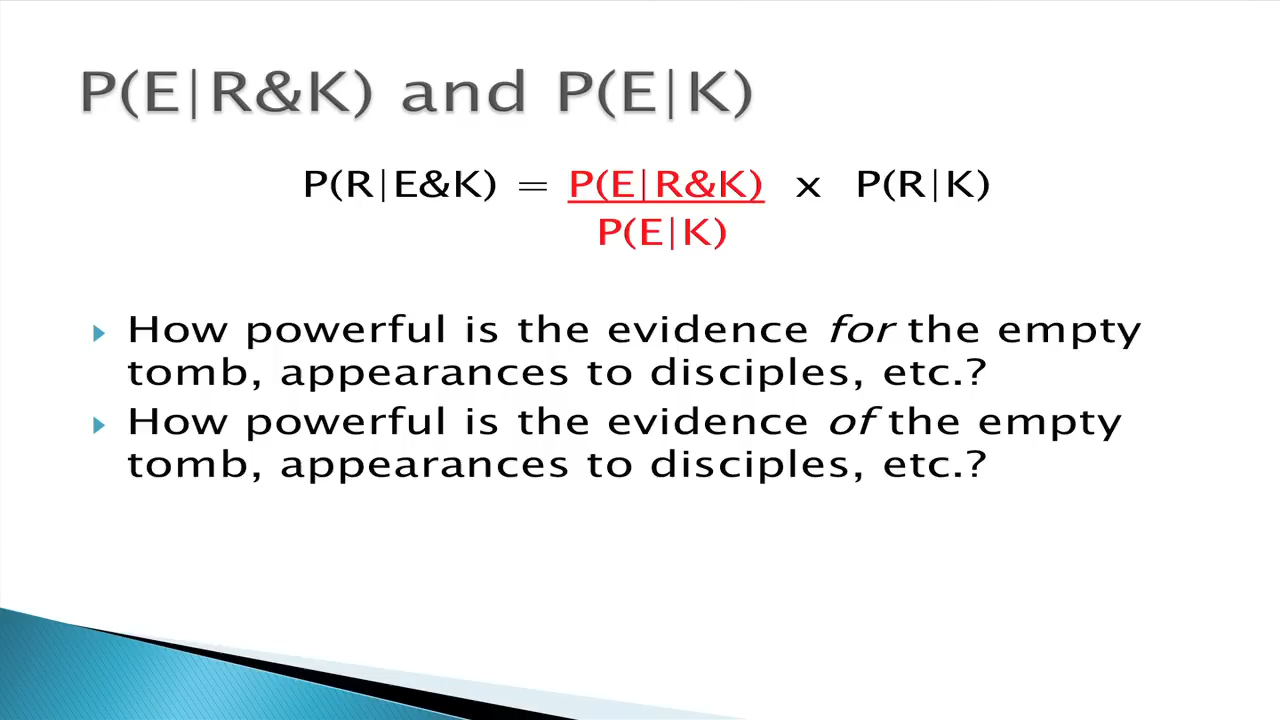 P(E|R&K) and P(E|K)
P(R|E&K) = P(E|R&K) x P(R|K)
P(E|K)
How powerful is the evidence for the empty
tomb, appearances to disciples, etc.?
How powerful is the evidence of the empty
tomb, appearances to disciples, etc.?